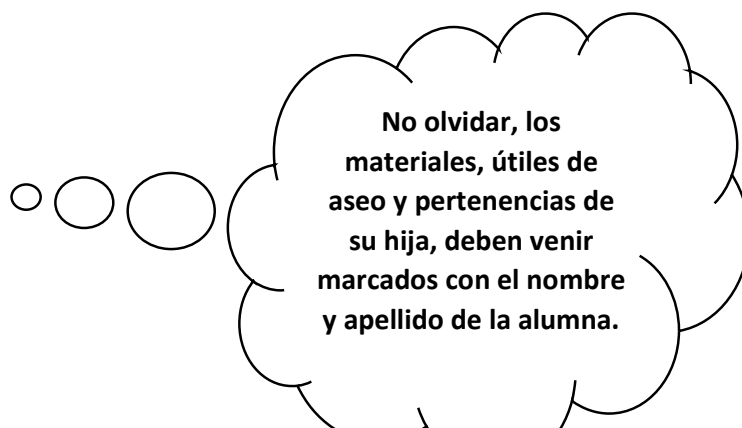 No olvidar, los
materiales, útiles de
aseo y pertenencias de
su hija, deben venir
marcados con el nombre
y apellido de la alumna.